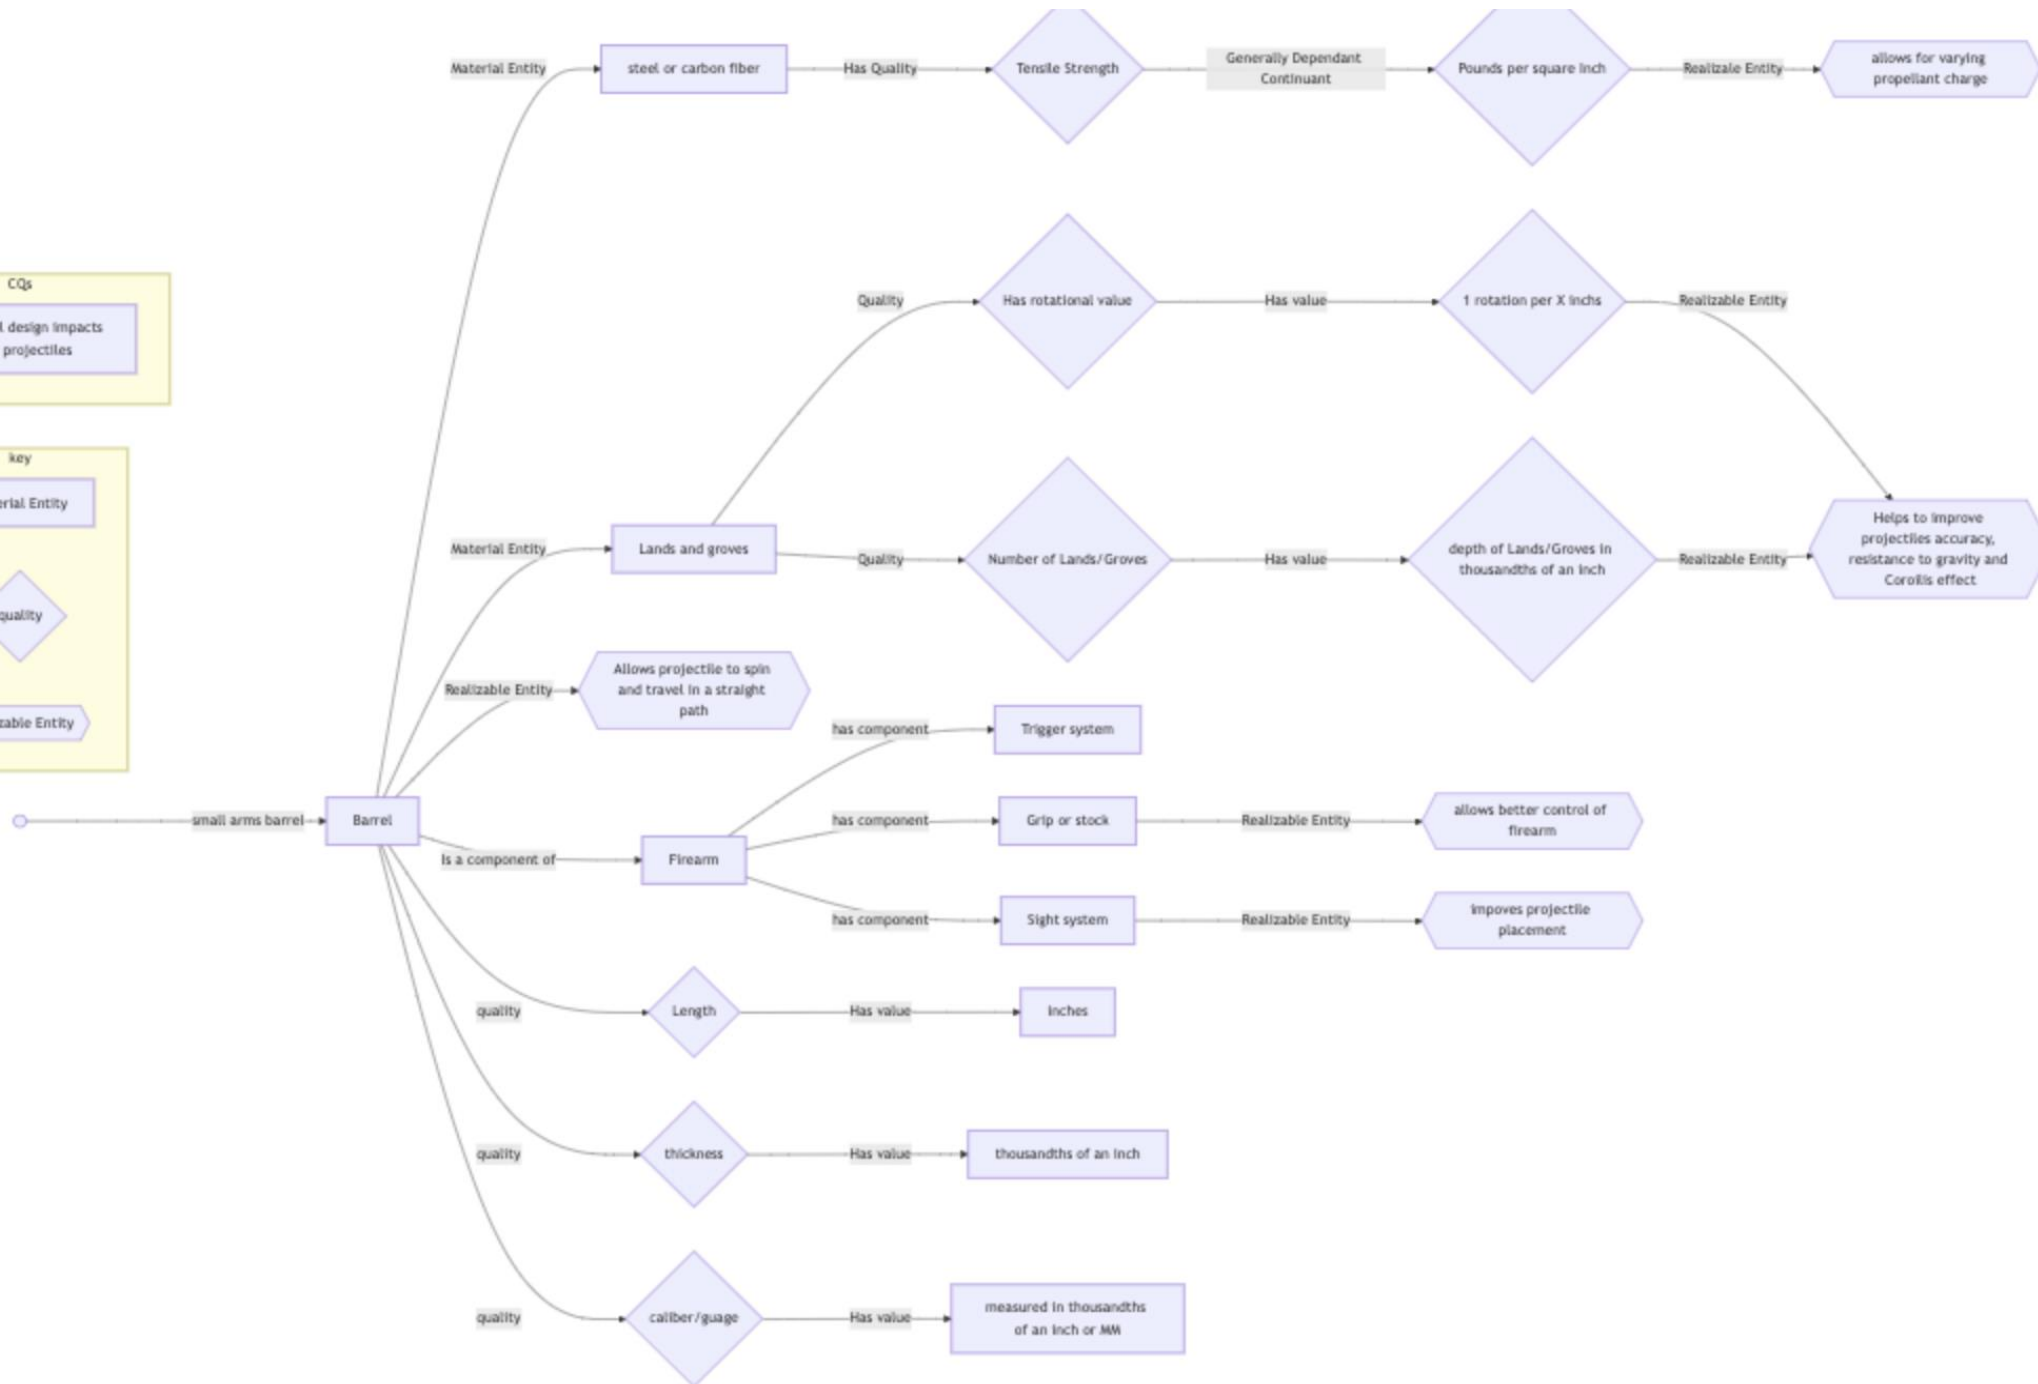 Material Entity
steel or carbon fiber
Has Quality
Tensile Strength
Generally Dependant
Continuant
Pounds per square inch
Realizale Entity
allows for varying
propellant charge
CQs
design impacts
projectiles
Quality
Has rotational value
Has value
1 rotation per X inchs
Realizable Entity
key
Entity
quality
Entity
Material Entity
Lands and groves
Quality
Number of Lands/Groves
Has value
depth of Lands/Groves in
thousandths of an inch
Realizable Entity
Helps to improve
projectiles accuracy,
resistance to gravity and
Coroilis effect
Realizable Entity
Allows projectile to spin
and travel in a straight
path
has component
Trigger system
small arms barrel
Barrel
has component
Grip or stock
Realizable Entity
allows better control of
firearm
Is a component of
Firearm
has component
Sight system
Realizable Entity
impoves projectile
placement
quality
Length
Has value
inches
quality
thickness
Has value
thousandths of an inch
quality
caliber/guage
Has value
measured in thousandths
of an inch or MM